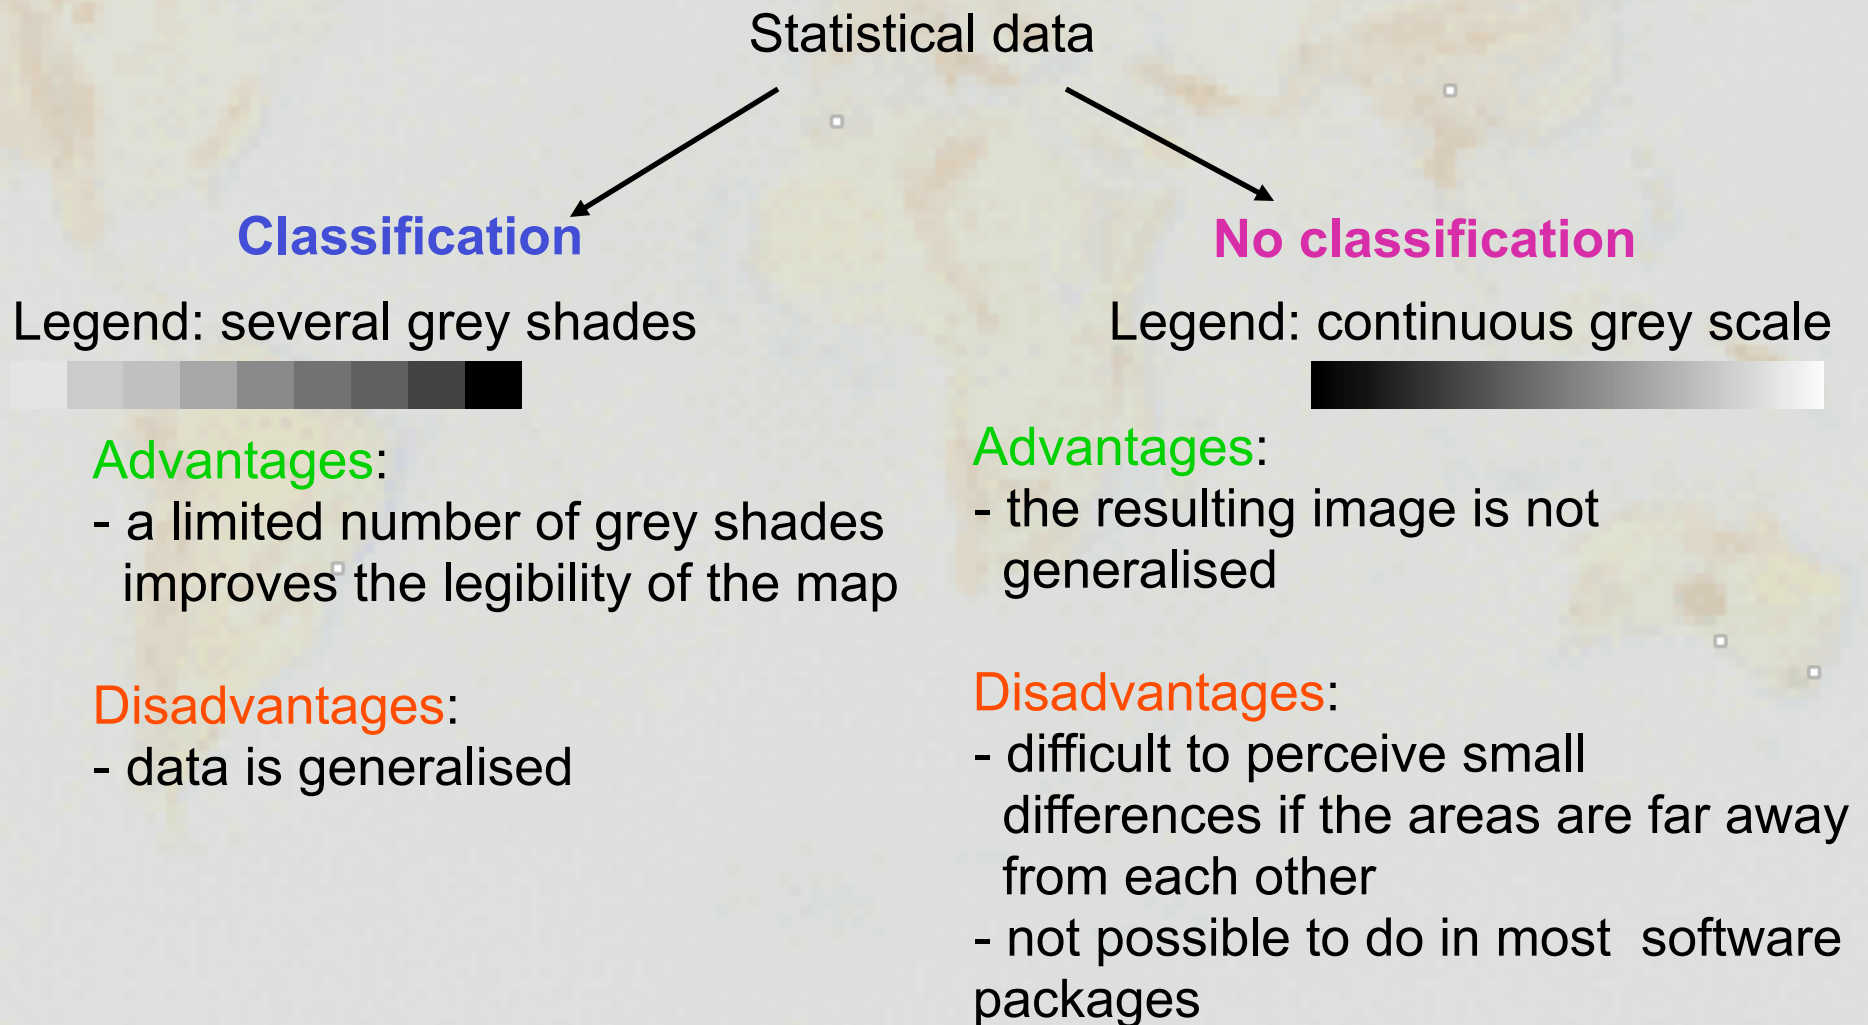 Statistical data
Classification
Legend: several grey shades
Advantages:
- a limited number of grey shades
improves the legibility of the map
Disadvantages:
- data is generalised
No classification
Legend: continuous grey scale
Advantages:
- the resulting image is not
generalised
Disadvantages:
- difficult to perceive small
differences if the areas are far away
from each other
- not possible to do in most  software
packages